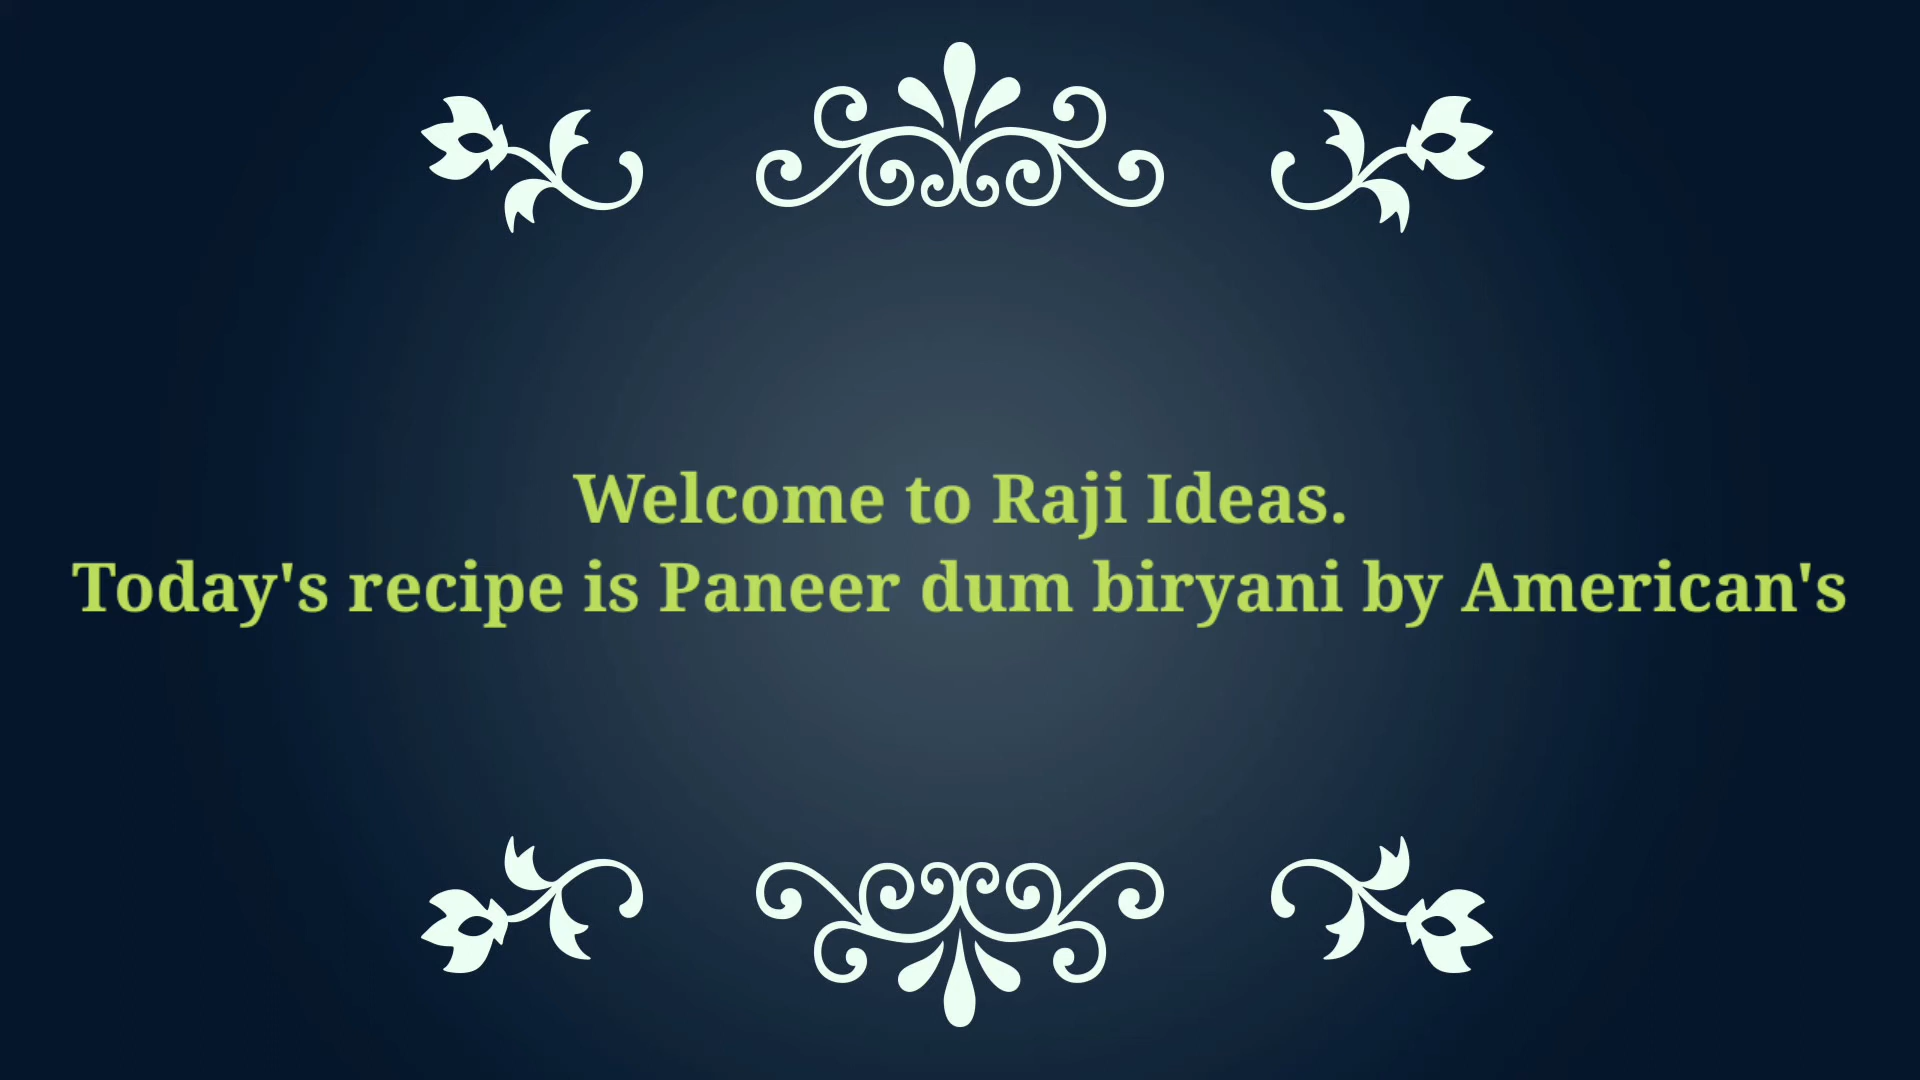 Welcome to Raji Ideas.
Today's recipe is Paneer dum biryani by American's